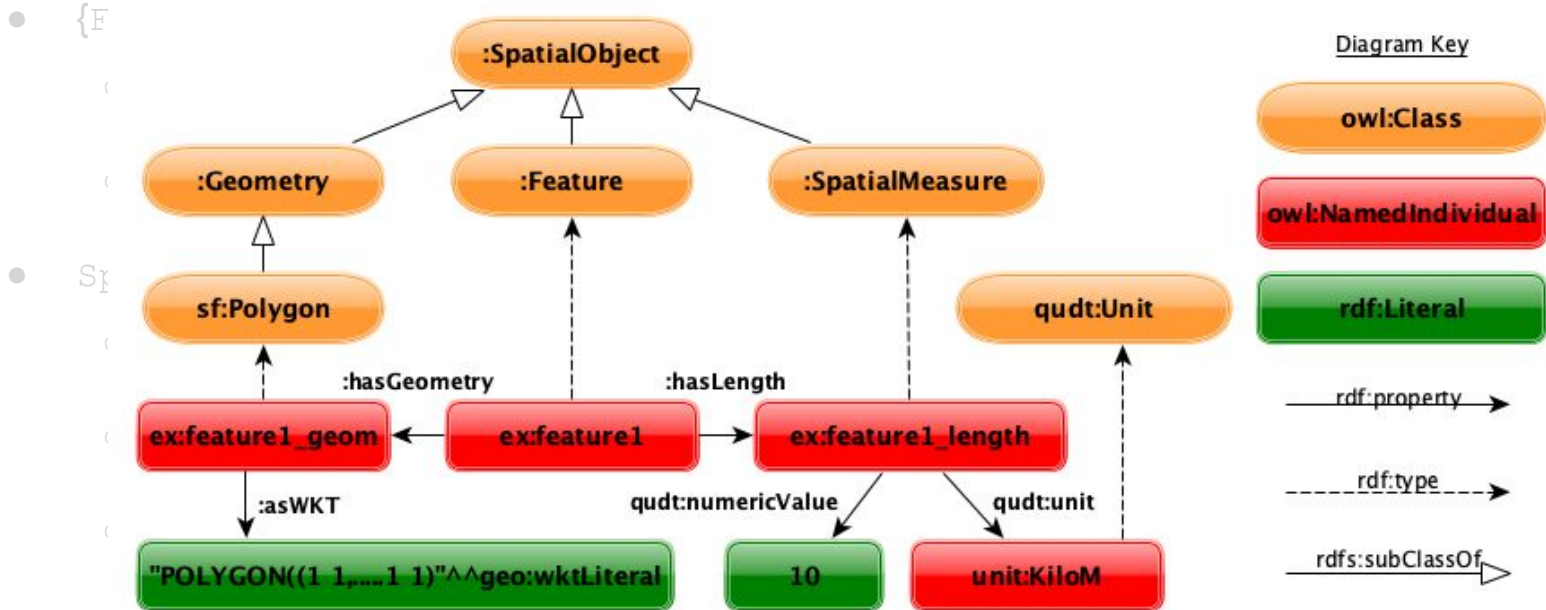 {F
:SpatialObject
Diagram Key
owl:Class
:Geometry
:Feature
:SpatialMeasure
owl:NamedIndividual
Sp
sf:Polygon
qudt:Unit
rdf:Literal
:hasGeometry
:hasLength
rdf:property
ex:feature1_geom
ex:feature1
ex:feature1_length
rdf:type
:asWKT
qudt:numericValue
qudt:unit
rdfs:subClassOf
"POLYGON((1 1,.....1 1)"^^geo:wktLiteral
10
unit:KiloM